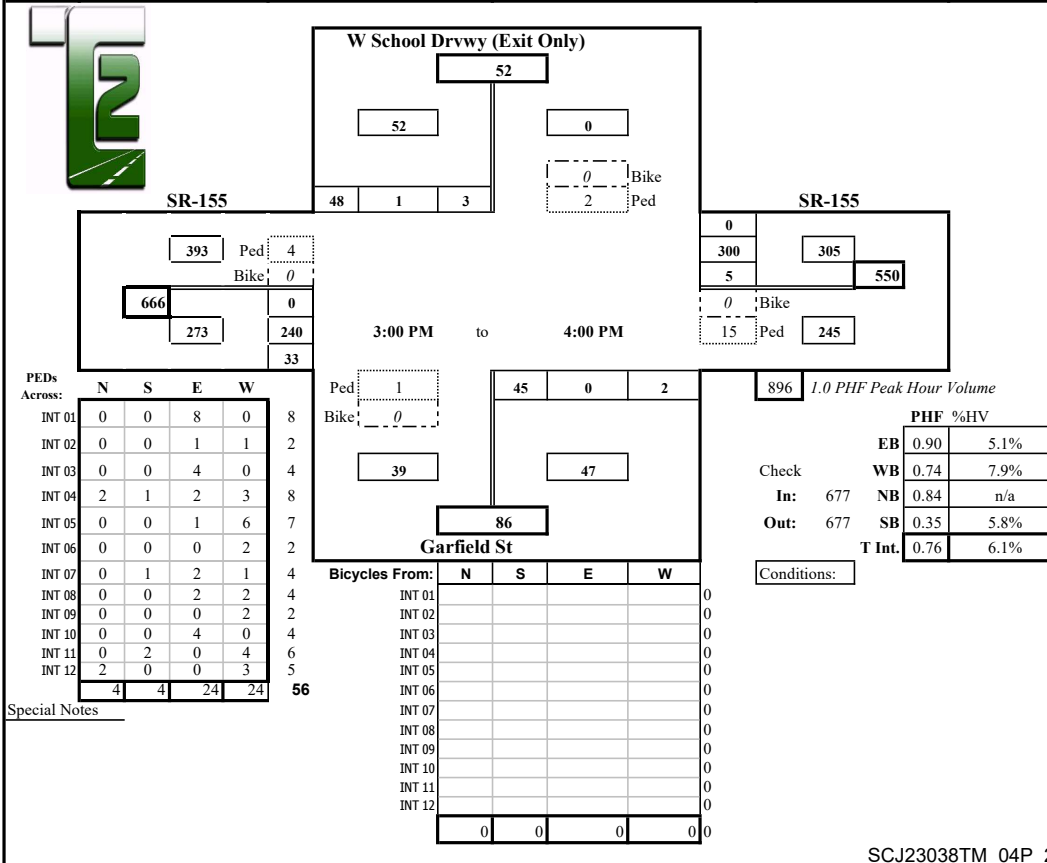 T2
W School Drvwy (Exit Only)
52
52 0
0 Bike
2 Ped
48 1 3
SR-155 SR-155
393 Ped 4
Bike 0
666 0
273 240
33
0
300 305
5 550
0 Bike
15 Ped 245
3:00 PM to 4:00 PM
Ped 1
Bike 0
45 0 2
39 47
86
Garfield St
896 1.0 PHF Peak Hour Volume
PHF %HV
EB 0.90 5.1%
Check WB 0.74 7.9%
In: 677 NB 0.84 n/a
Out: 677 SB 0.35 5.8%
T Int. 0.76 6.1%
Conditions:
PEDs
Across: N S E W
INT 01 0 0 8 0 8
INT 02 0 0 1 1 2
INT 03 0 0 4 0 4
INT 04 2 1 2 3 8
INT 05 0 0 1 6 7
INT 06 0 0 0 2 2
INT 07 0 1 2 1 4
INT 08 0 0 2 2 4
INT 09 0 0 0 2 2
INT 10 0 0 4 0 4
INT 11 0 2 0 4 6
INT 12 2 0 0 3 5
4 4 24 24 56
Special Notes
Bicycles From: N S E W
INT 01 0
INT 02 0
INT 03 0
INT 04 0
INT 05 0
INT 06 0
INT 07 0
INT 08 0
INT 09 0
INT 10 0
INT 11 0
INT 12 0
0 0 0 0 0